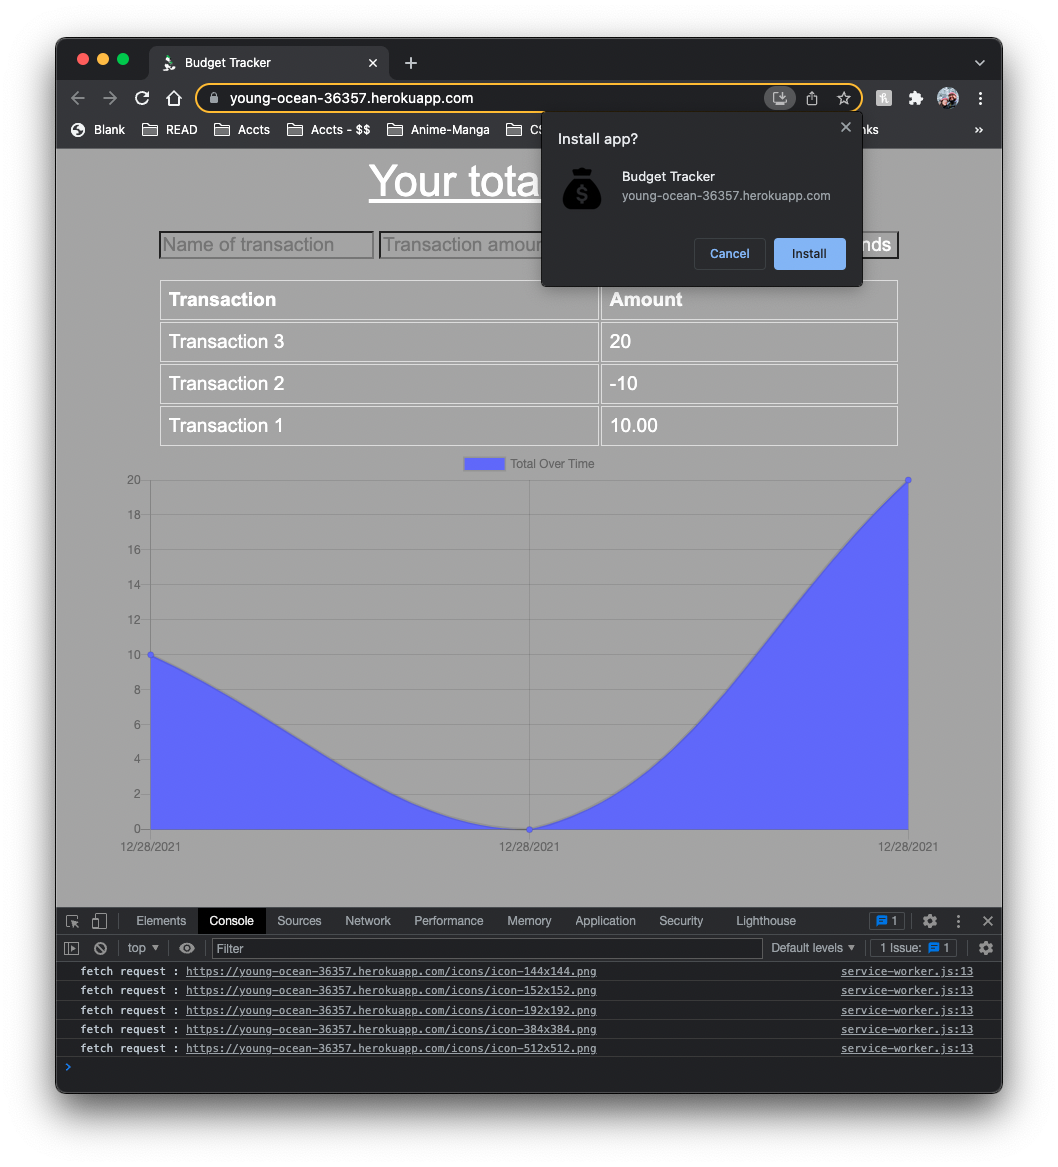 Budget Tracker
young-ocean-36357.herokuapp.com
Blank READ Accts Accts - $$ Anime-Manga »
Install app?
Budget Tracker
young-ocean-36357.herokuapp.com
Cancel Install
Your tota
Name of transaction Transaction amoun nds
Transaction Amount
Transaction 3 20
Transaction 2 -10
Transaction 1 10.00
Total Over Time
20
18
16
14
12
10
8
6
4
2
0
12/28/2021 12/28/2021 12/28/2021
Elements Console Sources Network Performance Memory Application Security Lighthouse 1
top Filter Default levels 1 Issue: 1
fetch request : https://young-ocean-36357.herokuapp.com/icons/icon-144x144.png service-worker.js:13
fetch request : https://young-ocean-36357.herokuapp.com/icons/icon-152x152.png service-worker.js:13
fetch request : https://young-ocean-36357.herokuapp.com/icons/icon-192x192.png service-worker.js:13
fetch request : https://young-ocean-36357.herokuapp.com/icons/icon-384x384.png service-worker.js:13
fetch request : https://young-ocean-36357.herokuapp.com/icons/icon-512x512.png service-worker.js:13